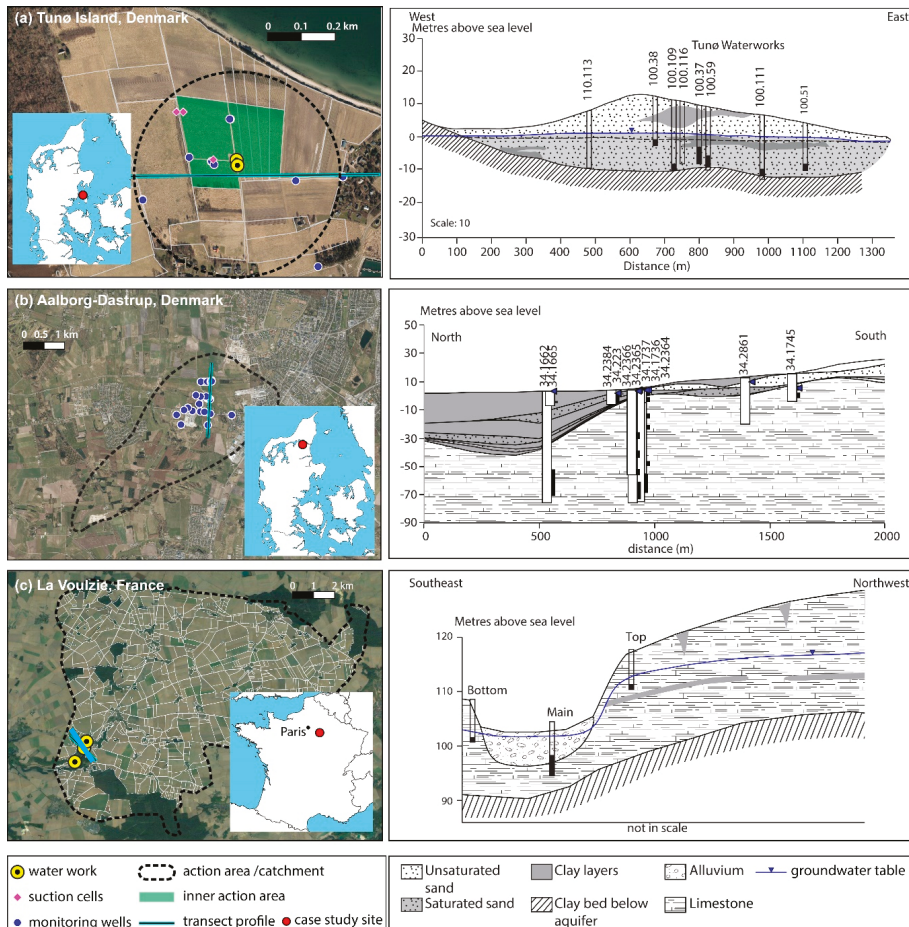 (a) Tunø Island, Denmark
0 0.1 0.2 km
West
East
Metres above sea level
30
20
10
0
-10
-20
-30
Tunø Waterworks
110.113
100.38
100.109
100.116
100.37
100.59
100.111
100.51
Scale: 10
0 100 200 300 400 500 600 700 800 900 1000 1100 1200 1300
Distance (m)
(b) Aalborg-Dastrup, Denmark
0 0.5 1 km
Metres above sea level
50
30
10
-10
-30
-50
-70
-90
North
South
34.1662
34.1665
34.2384
34.223
34.2366
34.2365
34.1737
34.1736
34.2364
34.2861
34.1745
0 500 1000 1500 2000
distance (m)
(c) La Voulzie, France
0 1 2 km
Paris
Southeast
Northwest
Metres above sea level
120
110
100
90
Bottom
Main
Top
not in scale
water work
suction cells
monitoring wells
action area /catchment
inner action area
transect profile
case study site
Unsaturated sand
Saturated sand
Clay layers
Clay bed below aquifer
Alluvium
Limestone
groundwater table